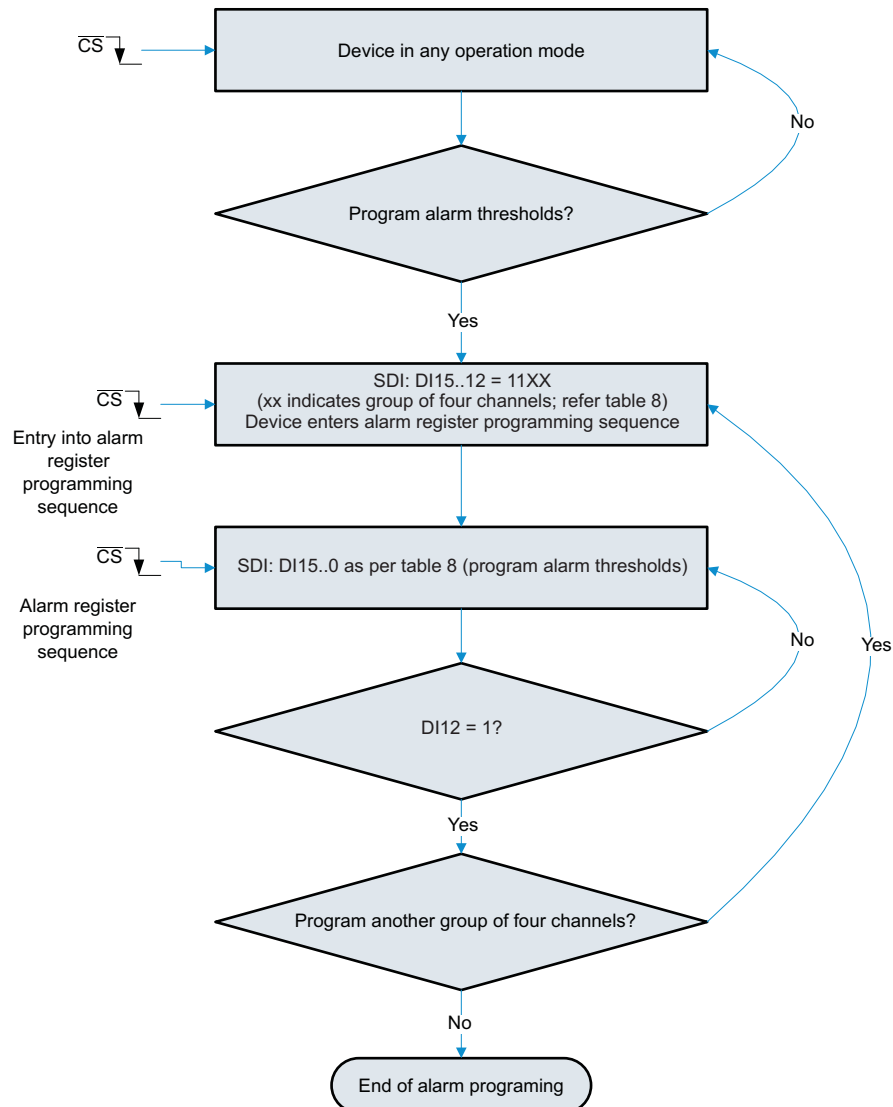 CS
Device in any operation mode
No
Program alarm thresholds?
Yes
CS
SDI: DI15..12 = 11XX
(xx indicates group of four channels; refer table 8)
Device enters alarm register programming sequence
Entry into alarm
register
programming
sequence
CS
SDI: DI15..0 as per table 8 (program alarm thresholds)
Alarm register
programming
sequence
No
Yes
DI12 = 1?
Yes
Program another group of four channels?
No
End of alarm programing